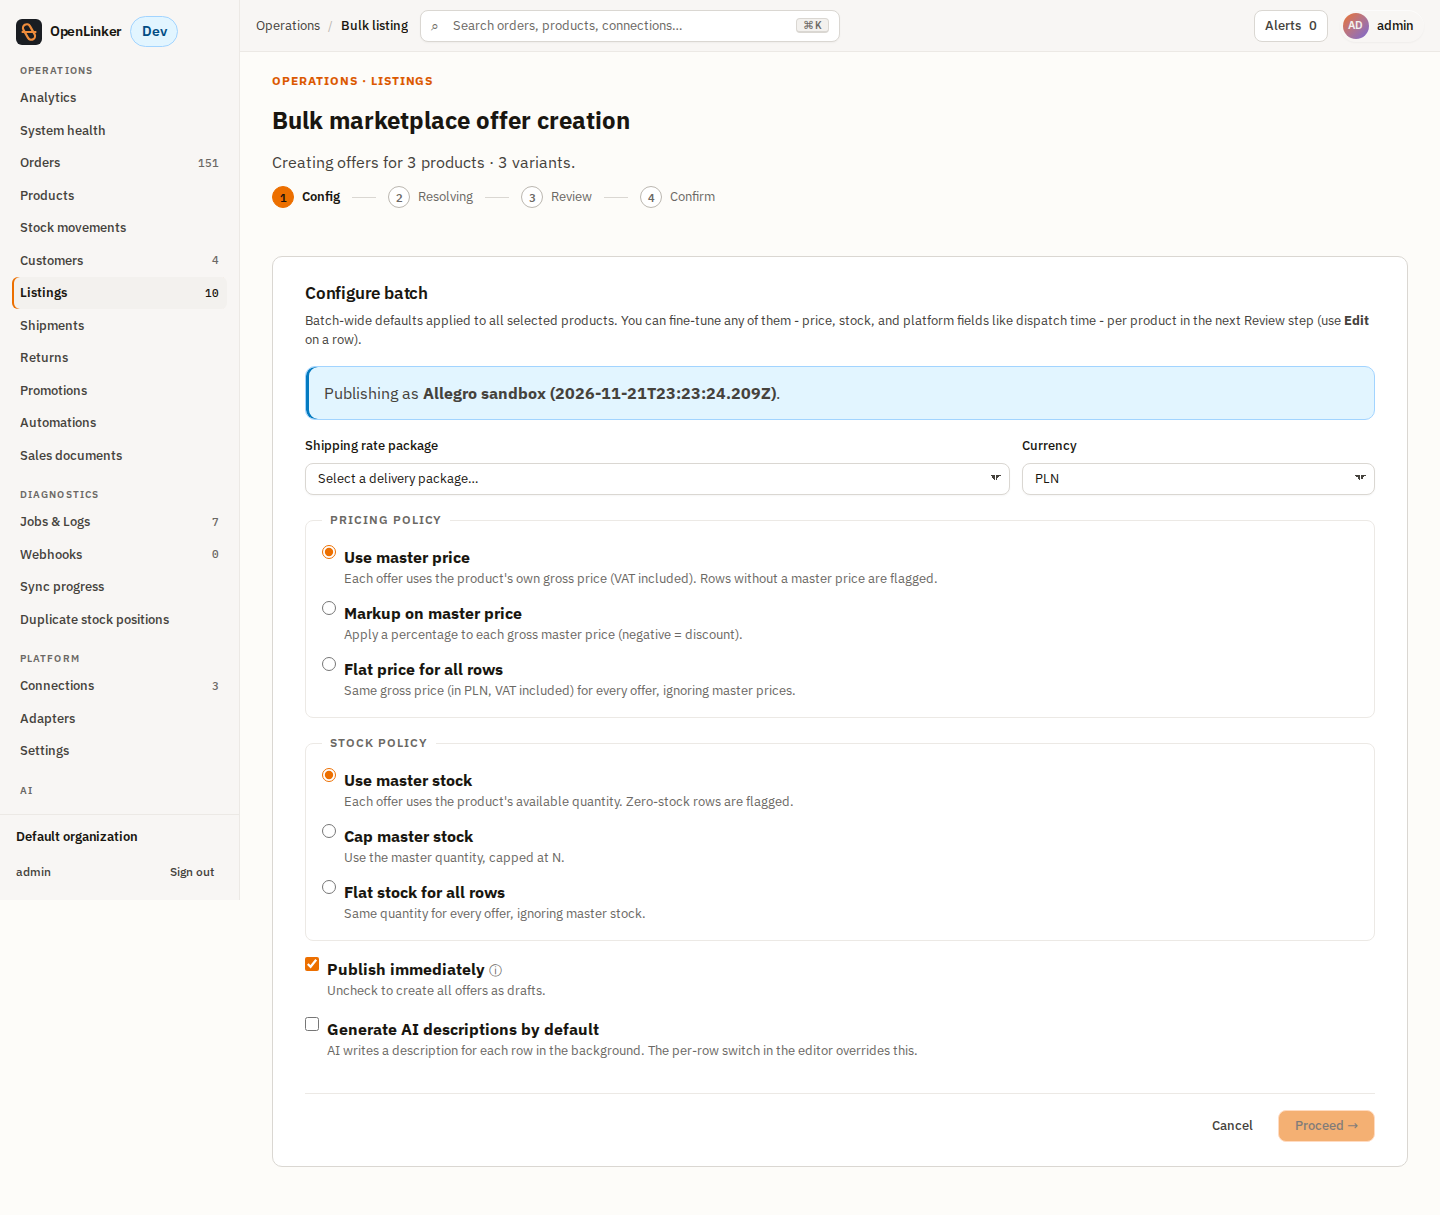 OpenLinker
Dev
OPERATIONS
Analytics
System health
Orders 151
Products
Stock movements
Customers 4
Listings 10
Shipments
Returns
Promotions
Automations
Sales documents
DIAGNOSTICS
Jobs & Logs 7
Webhooks 0
Sync progress
Duplicate stock positions
PLATFORM
Connections 3
Adapters
Settings
AI
Default organization
admin Sign out
Operations / Bulk listing
Search orders, products, connections...
⌘K
Alerts 0
AD admin
OPERATIONS · LISTINGS
Bulk marketplace offer creation
Creating offers for 3 products · 3 variants.
1 Config 2 Resolving 3 Review 4 Confirm
Configure batch
Batch-wide defaults applied to all selected products. You can fine-tune any of them - price, stock, and platform fields like dispatch time - per product in the next Review step (use Edit
on a row).
Publishing as Allegro sandbox (2026-11-21T23:23:24.209Z).
Shipping rate package Currency
Select a delivery package... PLN
PRICING POLICY
Use master price
Each offer uses the product's own gross price (VAT included). Rows without a master price are flagged.
Markup on master price
Apply a percentage to each gross master price (negative = discount).
Flat price for all rows
Same gross price (in PLN, VAT included) for every offer, ignoring master prices.
STOCK POLICY
Use master stock
Each offer uses the product's available quantity. Zero-stock rows are flagged.
Cap master stock
Use the master quantity, capped at N.
Flat stock for all rows
Same quantity for every offer, ignoring master stock.
Publish immediately ⓘ
Uncheck to create all offers as drafts.
Generate AI descriptions by default
AI writes a description for each row in the background. The per-row switch in the editor overrides this.
Cancel Proceed →